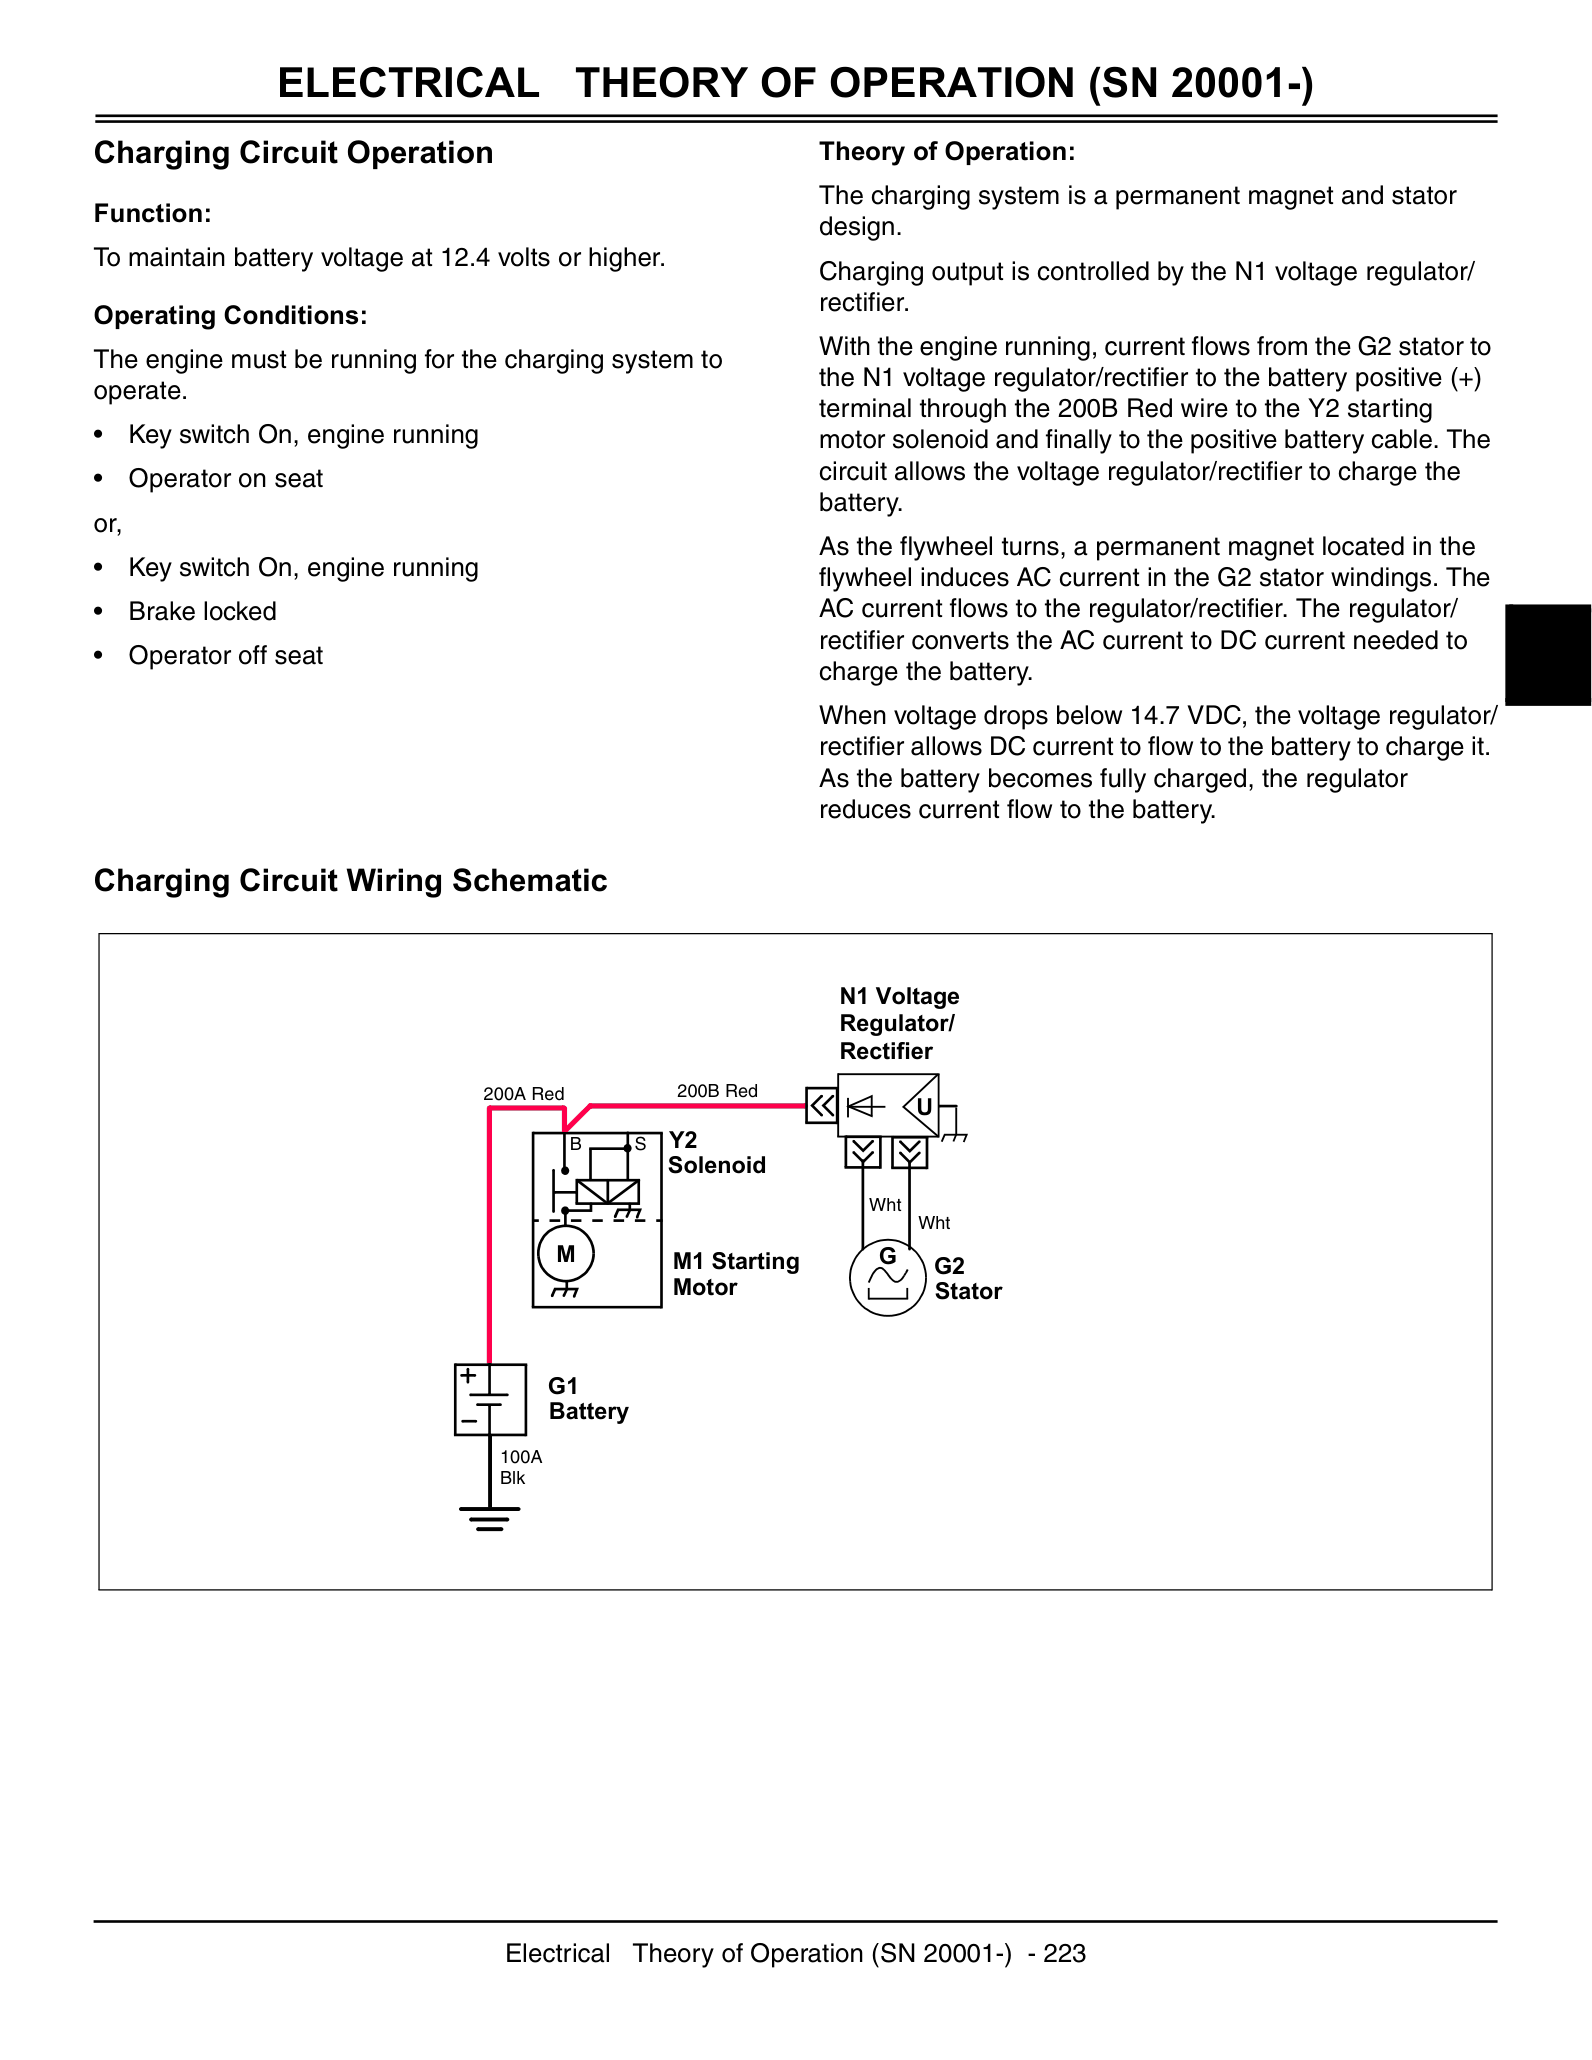 ELECTRICAL   THEORY OF OPERATION (SN 20001-)
Charging Circuit Operation
Function:
To maintain battery voltage at 12.4 volts or higher.
Operating Conditions:
The engine must be running for the charging system to
operate.
• Key switch On, engine running
• Operator on seat
or,
• Key switch On, engine running
• Brake locked
• Operator off seat
Theory of Operation:
The charging system is a permanent magnet and stator
design.
Charging output is controlled by the N1 voltage regulator/
rectifier.
With the engine running, current flows from the G2 stator to
the N1 voltage regulator/rectifier to the battery positive (+)
terminal through the 200B Red wire to the Y2 starting
motor solenoid and finally to the positive battery cable. The
circuit allows the voltage regulator/rectifier to charge the
battery.
As the flywheel turns, a permanent magnet located in the
flywheel induces AC current in the G2 stator windings. The
AC current flows to the regulator/rectifier. The regulator/
rectifier converts the AC current to DC current needed to
charge the battery.
When voltage drops below 14.7 VDC, the voltage regulator/
rectifier allows DC current to flow to the battery to charge it.
As the battery becomes fully charged, the regulator
reduces current flow to the battery.
Charging Circuit Wiring Schematic
N1 Voltage
Regulator/
Rectifier
200A Red
200B Red
U
B
S
Y2
Solenoid
Wht
Wht
M
M1 Starting
Motor
G
G2
Stator
+
–
G1
Battery
100A
Blk
Electrical   Theory of Operation (SN 20001-)  - 223